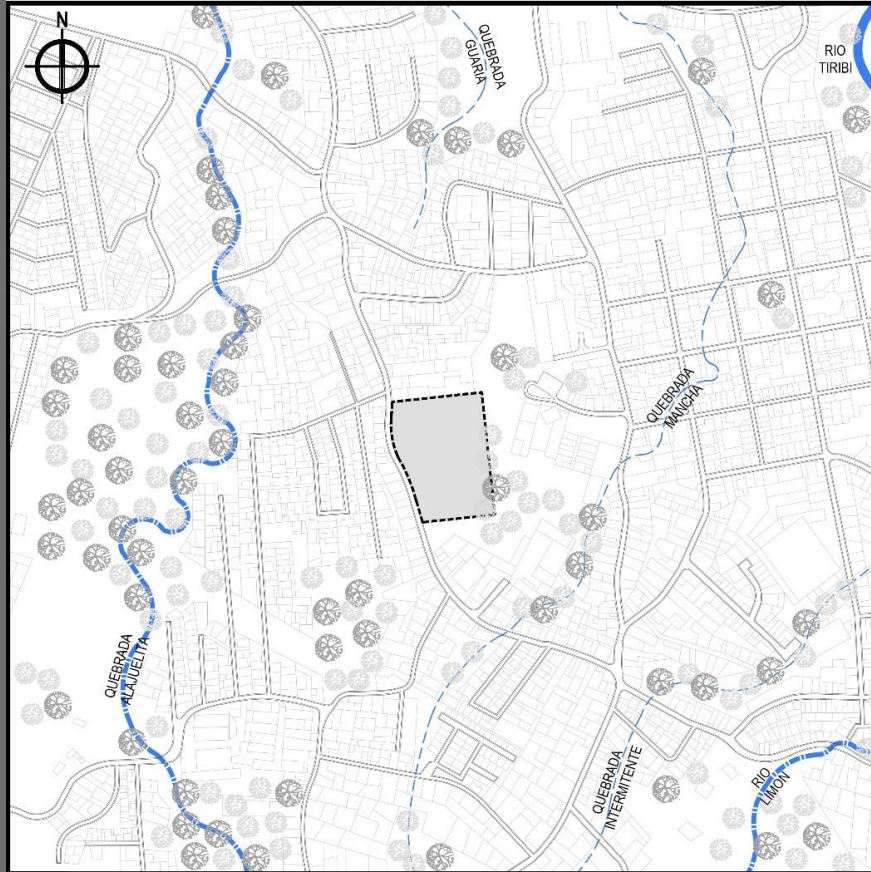 N
QUEBRADA
GUARIA
RIO
TIRIBI
QUEBRADA
MANCHA
QUEBRADA
ALAJUELITA
QUEBRADA
INTERMITENTE
RIO
LIMON